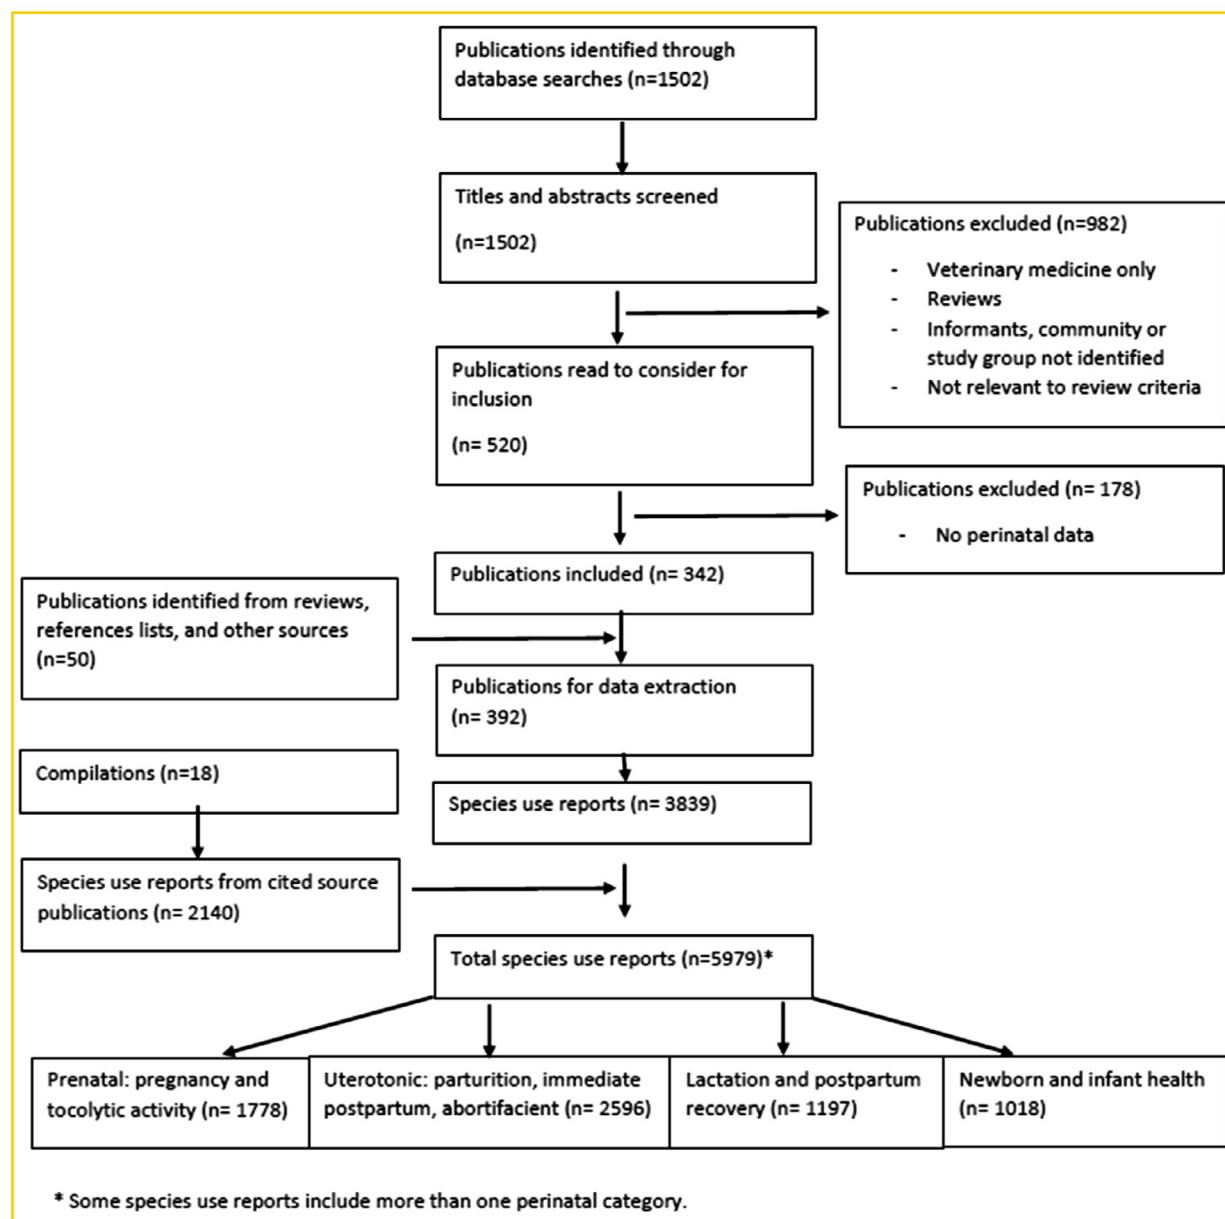 Publications identified through
database searches (n=1502)
Titles and abstracts screened
(n=1502)
Publications excluded (n=982)
- Veterinary medicine only
- Reviews
- Informants, community or
study group not identified
- Not relevant to review criteria
Publications read to consider for
inclusion
(n= 520)
Publications excluded (n= 178)
- No perinatal data
Publications included (n= 342)
Publications identified from reviews,
references lists, and other sources
(n=50)
Publications for data extraction
(n= 392)
Compilations (n=18)
Species use reports (n= 3839)
Species use reports from cited source
publications (n= 2140)
Total species use reports (n=5979)*
Prenatal: pregnancy and
tocolytic activity (n= 1778)
Uterotonic: parturition, immediate
postpartum, abortifacient (n= 2596)
Lactation and postpartum
recovery (n= 1197)
Newborn and infant health
(n= 1018)
* Some species use reports include more than one perinatal category.